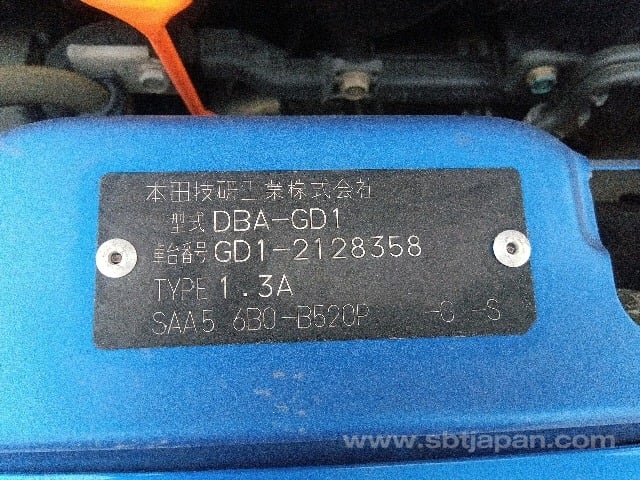 本田技研工業株式会社
型式 DBA-GD1
車台番号 GD1-2128358
TYPE 1.3A
SAA5 6B0-B520P -C -S
www.sbtjapan.com